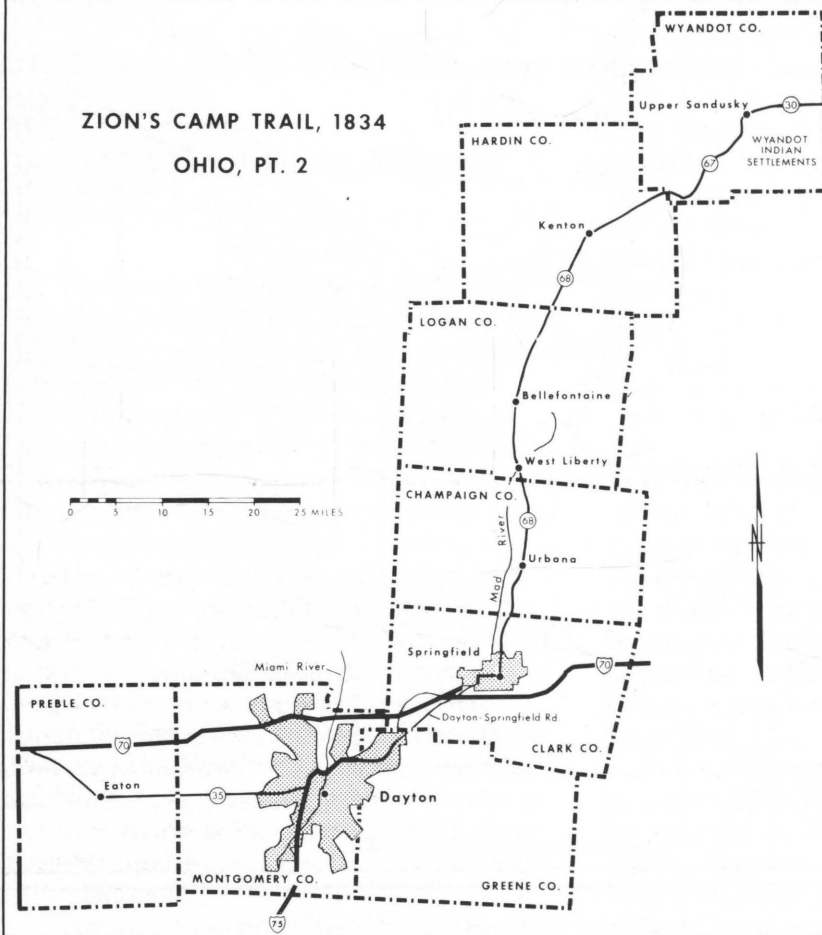 ZION'S CAMP TRAIL, 1834
OHIO, PT. 2
WYANDOT CO.
Upper Sandusky
30
WYANDOT
INDIAN
SETTLEMENTS
67
HARDIN CO.
Kenton
68
LOGAN CO.
Bellefontaine
West Liberty
0 5 10 15 20 25 MILES
CHAMPAIGN CO.
68
Mad River
Urbana
N
Springfield
70
Miami River
Dayton-Springfield Rd
CLARK CO.
PREBLE CO.
70
Eaton
35
Dayton
MONTGOMERY CO.
GREENE CO.
75